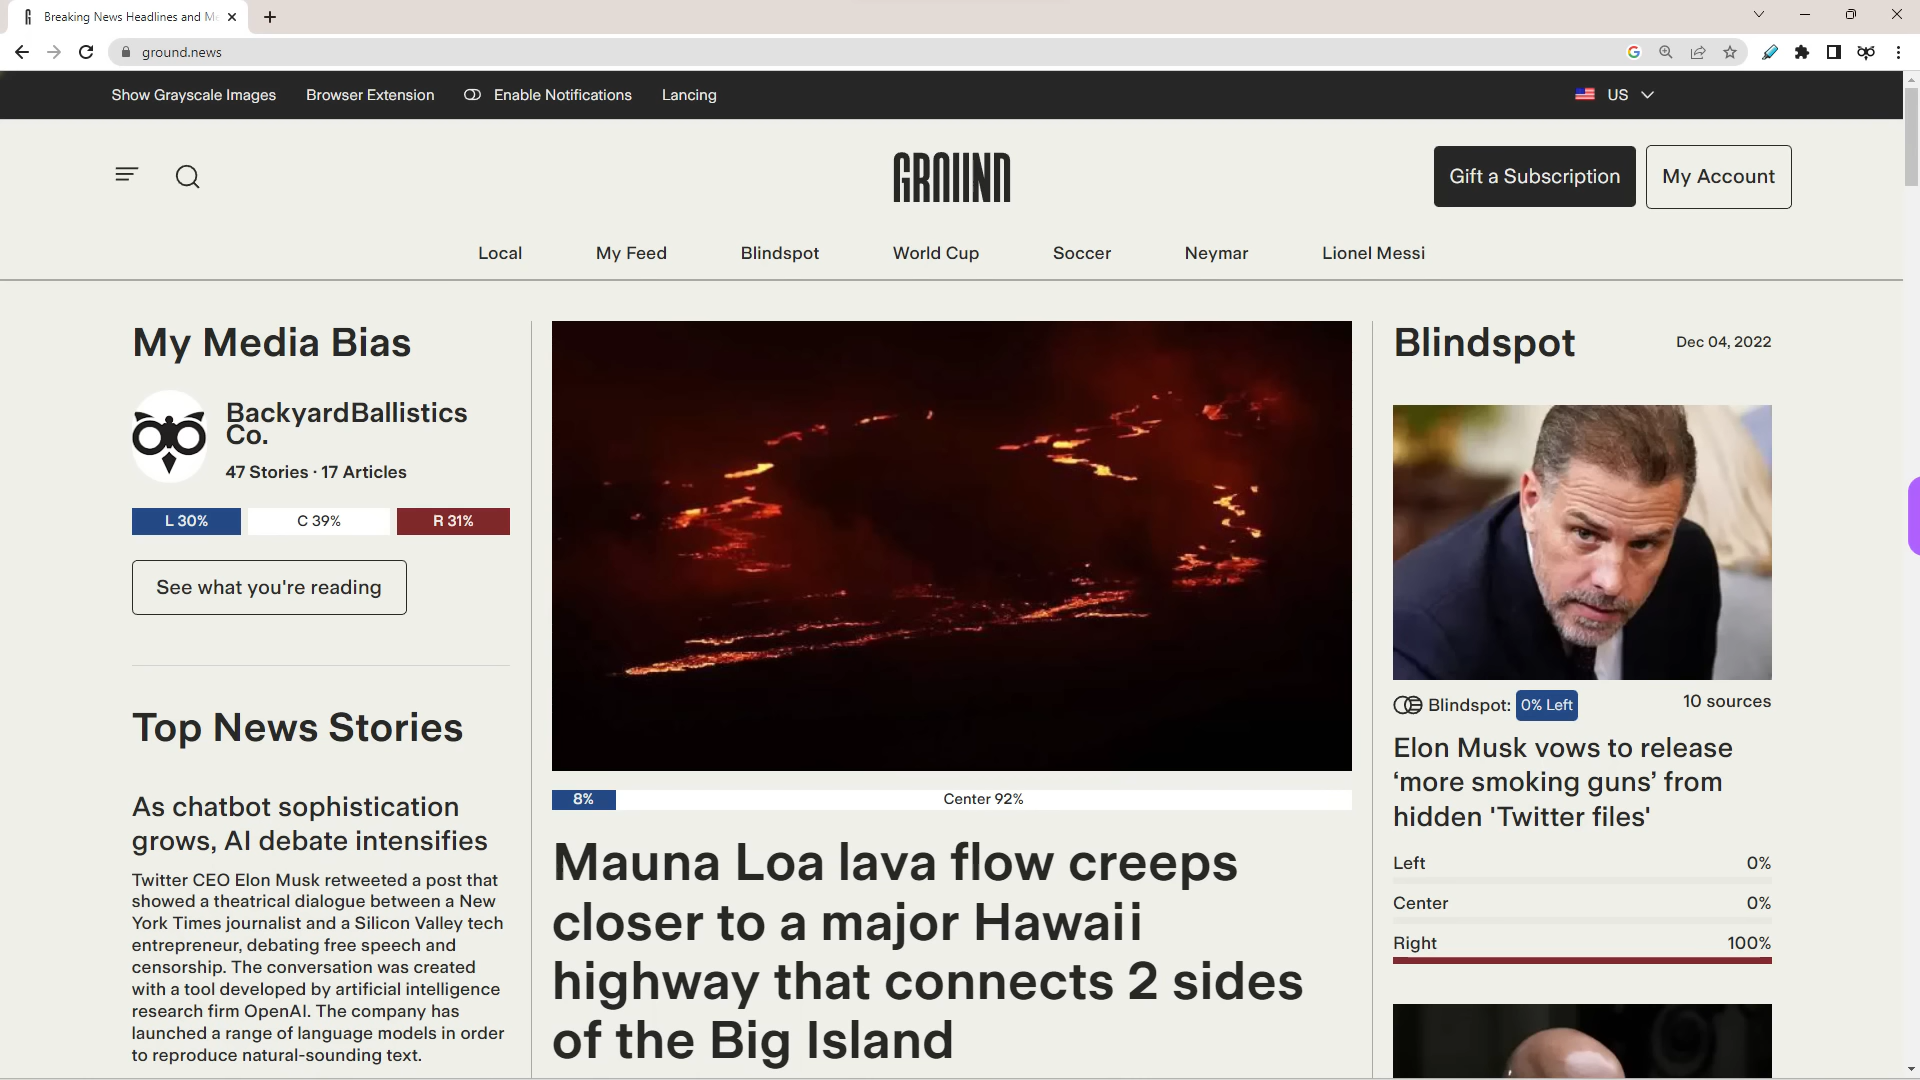 Breaking News Headlines and Me
ground.news
Show Grayscale Images
Browser Extension
Enable Notifications
Lancing
US
GROUND
Gift a Subscription
My Account
Local
My Feed
Blindspot
World Cup
Soccer
Neymar
Lionel Messi
My Media Bias
BackyardBallistics
Co.
47 Stories · 17 Articles
L 30%
C 39%
R 31%
See what you're reading
Top News Stories
As chatbot sophistication
grows, AI debate intensifies
Twitter CEO Elon Musk retweeted a post that
showed a theatrical dialogue between a New
York Times journalist and a Silicon Valley tech
entrepreneur, debating free speech and
censorship. The conversation was created
with a tool developed by artificial intelligence
research firm OpenAI. The company has
launched a range of language models in order
to reproduce natural-sounding text.
8%
Center 92%
Mauna Loa lava flow creeps
closer to a major Hawaii
highway that connects 2 sides
of the Big Island
Blindspot
Dec 04, 2022
Blindspot:
0% Left
10 sources
Elon Musk vows to release
‘more smoking guns’ from
hidden 'Twitter files'
Left
0%
Center
0%
Right
100%